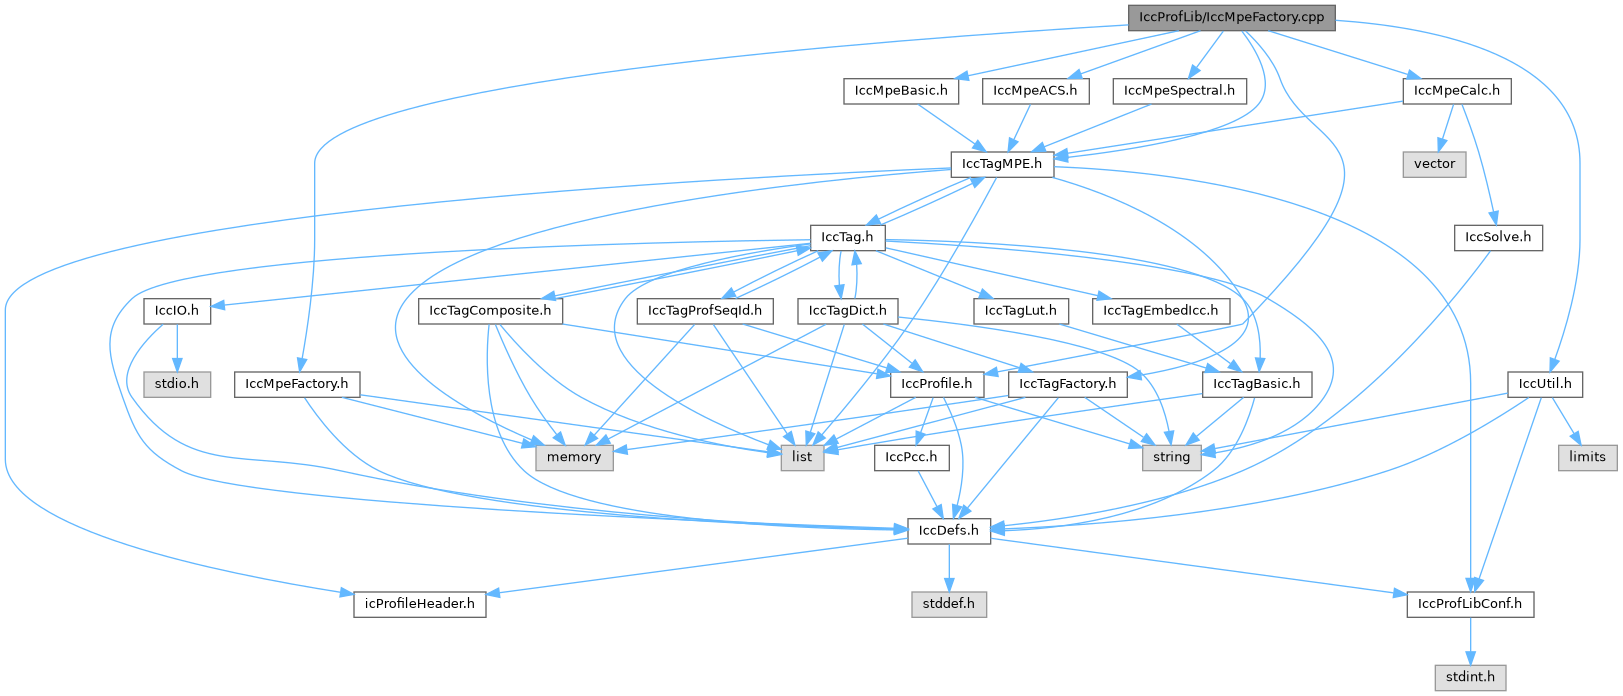 IccProfLib/IccMpeFactory.cpp
IccMpeBasic.h
IccMpeACS.h
IccMpeSpectral.h
IccMpeCalc.h
IccTagMPE.h
vector
IccTag.h
IccSolve.h
IccIO.h
IccTagComposite.h
IccTagProfSeqId.h
IccTagDict.h
IccTagLut.h
IccTagEmbedIcc.h
stdio.h
IccMpeFactory.h
IccProfile.h
IccTagFactory.h
IccTagBasic.h
IccUtil.h
memory
list
IccPcc.h
string
limits
IccDefs.h
icProfileHeader.h
stddef.h
IccProfLibConf.h
stdint.h